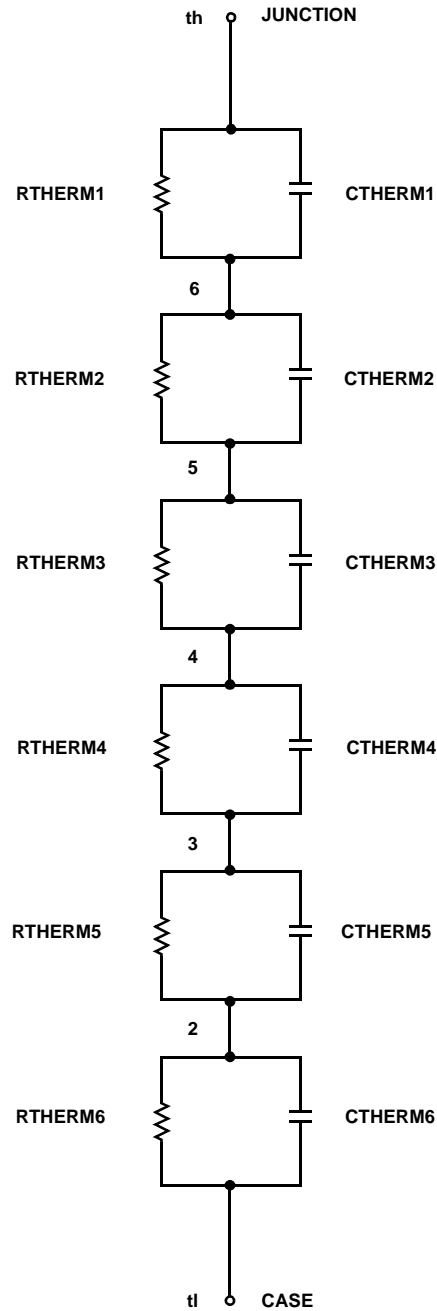 th JUNCTION
RTHERM1 CTHERM1
6
RTHERM2 CTHERM2
5
RTHERM3 CTHERM3
4
RTHERM4 CTHERM4
3
RTHERM5 CTHERM5
2
RTHERM6 CTHERM6
tl CASE